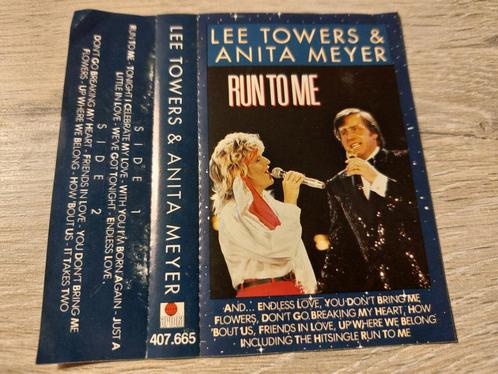 LEE TOWERS &
ANITA MEYER
RUN TO ME
AND... ENDLESS LOVE, YOU DON'T BRING ME
FLOWERS, DON'T GO BREAKING MY HEART, HOW
'BOUT US, FRIENDS IN LOVE, UP WHERE WE BELONG
INCLUDING THE HITSINGLE RUN TO ME
LEE TOWERS & ANITA MEYER
ARIOLA
407.665
SIDE 1
RUN TO ME - TONIGHT I CELEBRATE MY LOVE - WITH YOU I'M BORN AGAIN - JUST A
LITTLE IN LOVE - WE'VE GOT TONIGHT - ENDLESS LOVE.
SIDE 2
DON'T GO BREAKING MY HEART - FRIENDS IN LOVE - YOU DON'T BRING ME
FLOWERS - UP WHERE WE BELONG - HOW 'BOUT US - IT TAKES TWO